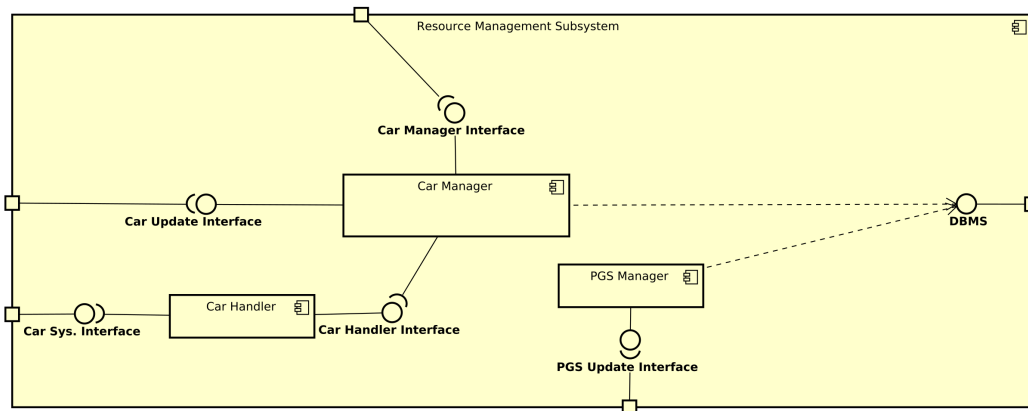 Resource Management Subsystem
Car Manager Interface
Car Manager
Car Update Interface
DBMS
PGS Manager
Car Handler
Car Handler Interface
Car Sys. Interface
PGS Update Interface